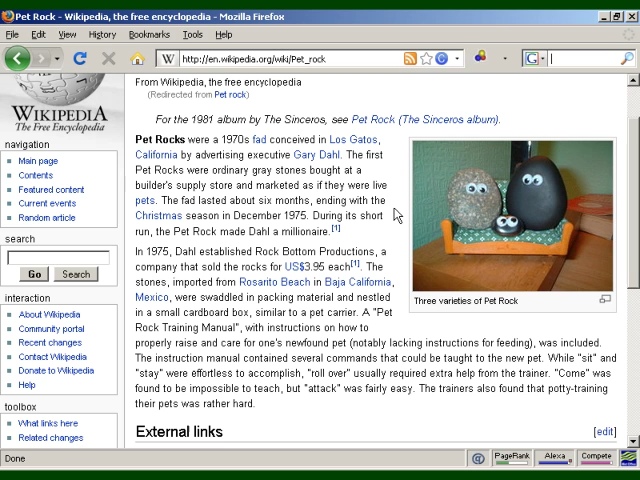 Pet Rock - Wikipedia, the free encyclopedia - Mozilla Firefox
File Edit View History Bookmarks Tools Help
W http://en.wikipedia.org/wiki/Pet_rock C G
WIKIPEDIA
The Free Encyclopedia
navigation
Main page
Contents
Featured content
Current events
Random article
search
Go Search
interaction
About Wikipedia
Community portal
Recent changes
Contact Wikipedia
Donate to Wikipedia
Help
toolbox
What links here
Related changes
From Wikipedia, the free encyclopedia
(Redirected from Pet rock)
For the 1981 album by The Sinceros, see Pet Rock (The Sinceros album).
Pet Rocks were a 1970s fad conceived in Los Gatos,
California by advertising executive Gary Dahl. The first
Pet Rocks were ordinary gray stones bought at a
builder's supply store and marketed as if they were live
pets. The fad lasted about six months, ending with the
Christmas season in December 1975. During its short
run, the Pet Rock made Dahl a millionaire.[1]
Three varieties of Pet Rock
In 1975, Dahl established Rock Bottom Productions, a
company that sold the rocks for US$3.95 each[1]. The
stones, imported from Rosarito Beach in Baja California,
Mexico, were swaddled in packing material and nestled
in a small cardboard box, similar to a pet carrier. A "Pet
Rock Training Manual", with instructions on how to
properly raise and care for one's newfound pet (notably lacking instructions for feeding), was included.
The instruction manual contained several commands that could be taught to the new pet. While "sit" and
"stay" were effortless to accomplish, "roll over" usually required extra help from the trainer. "Come" was
found to be impossible to teach, but "attack" was fairly easy. The trainers also found that potty-training
their pets was rather hard.
External links [edit]
Done @ PageRank Alexa Compete